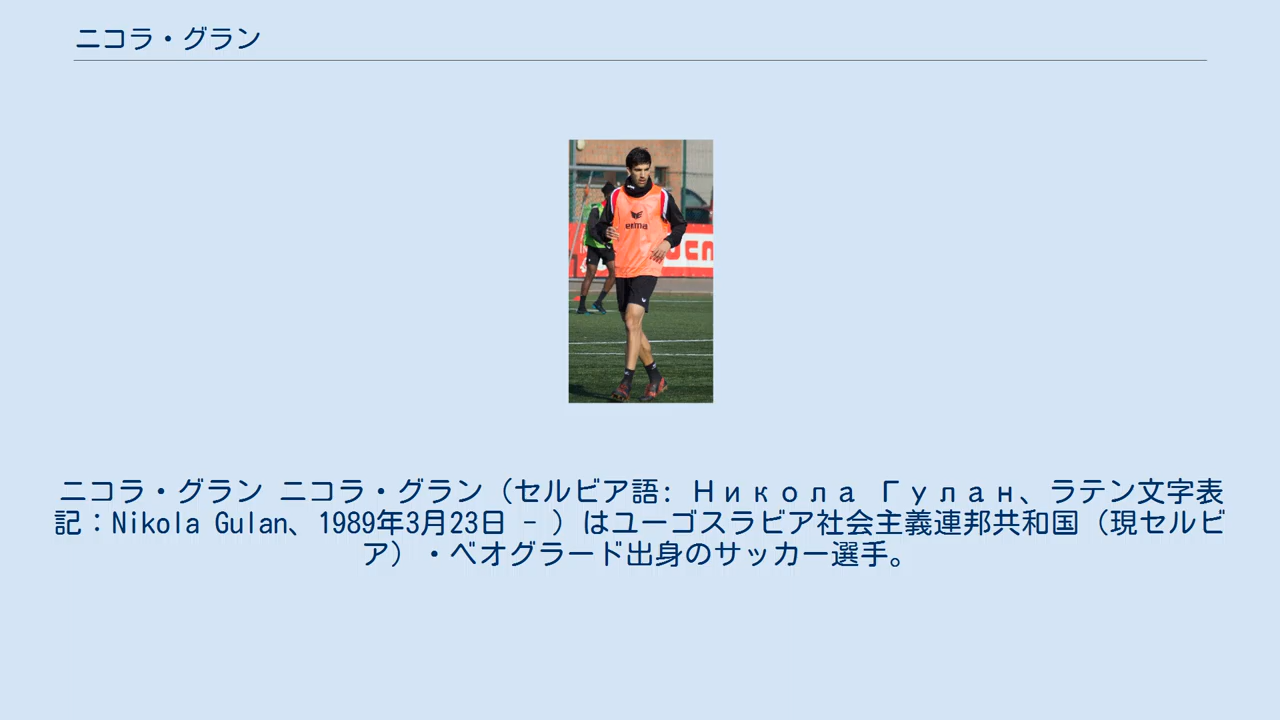 ニコラ・グラン
erima
ニコラ・グラン ニコラ・グラン（セルビア語: Никола Гулан、ラテン文字表
記：Nikola Gulan、1989年3月23日 - ）はユーゴスラビア社会主義連邦共和国（現セルビ
ア）・ベオグラード出身のサッカー選手。